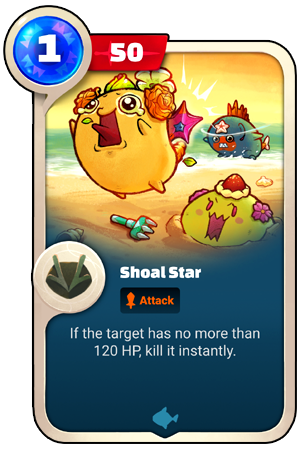 1
50
Shoal Star
Attack
If the target has no more than
120 HP, kill it instantly.